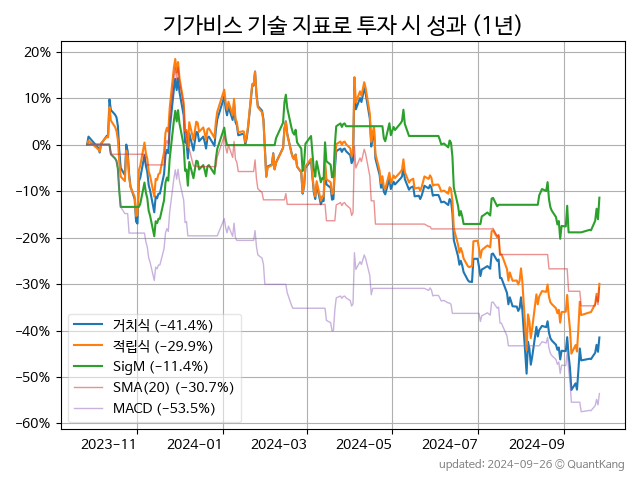 기가비스 기술 지표로 투자 시 성과 (1년)
20%
10%
0%
−10%
−20%
−30%
−40%
−50%
−60%
거치식 (−41.4%)
적립식 (−29.9%)
SigM (−11.4%)
SMA(20) (−30.7%)
MACD (−53.5%)
2023−11
2024−01
2024−03
2024−05
2024−07
2024−09
updated: 2024−09−26 © QuantKang